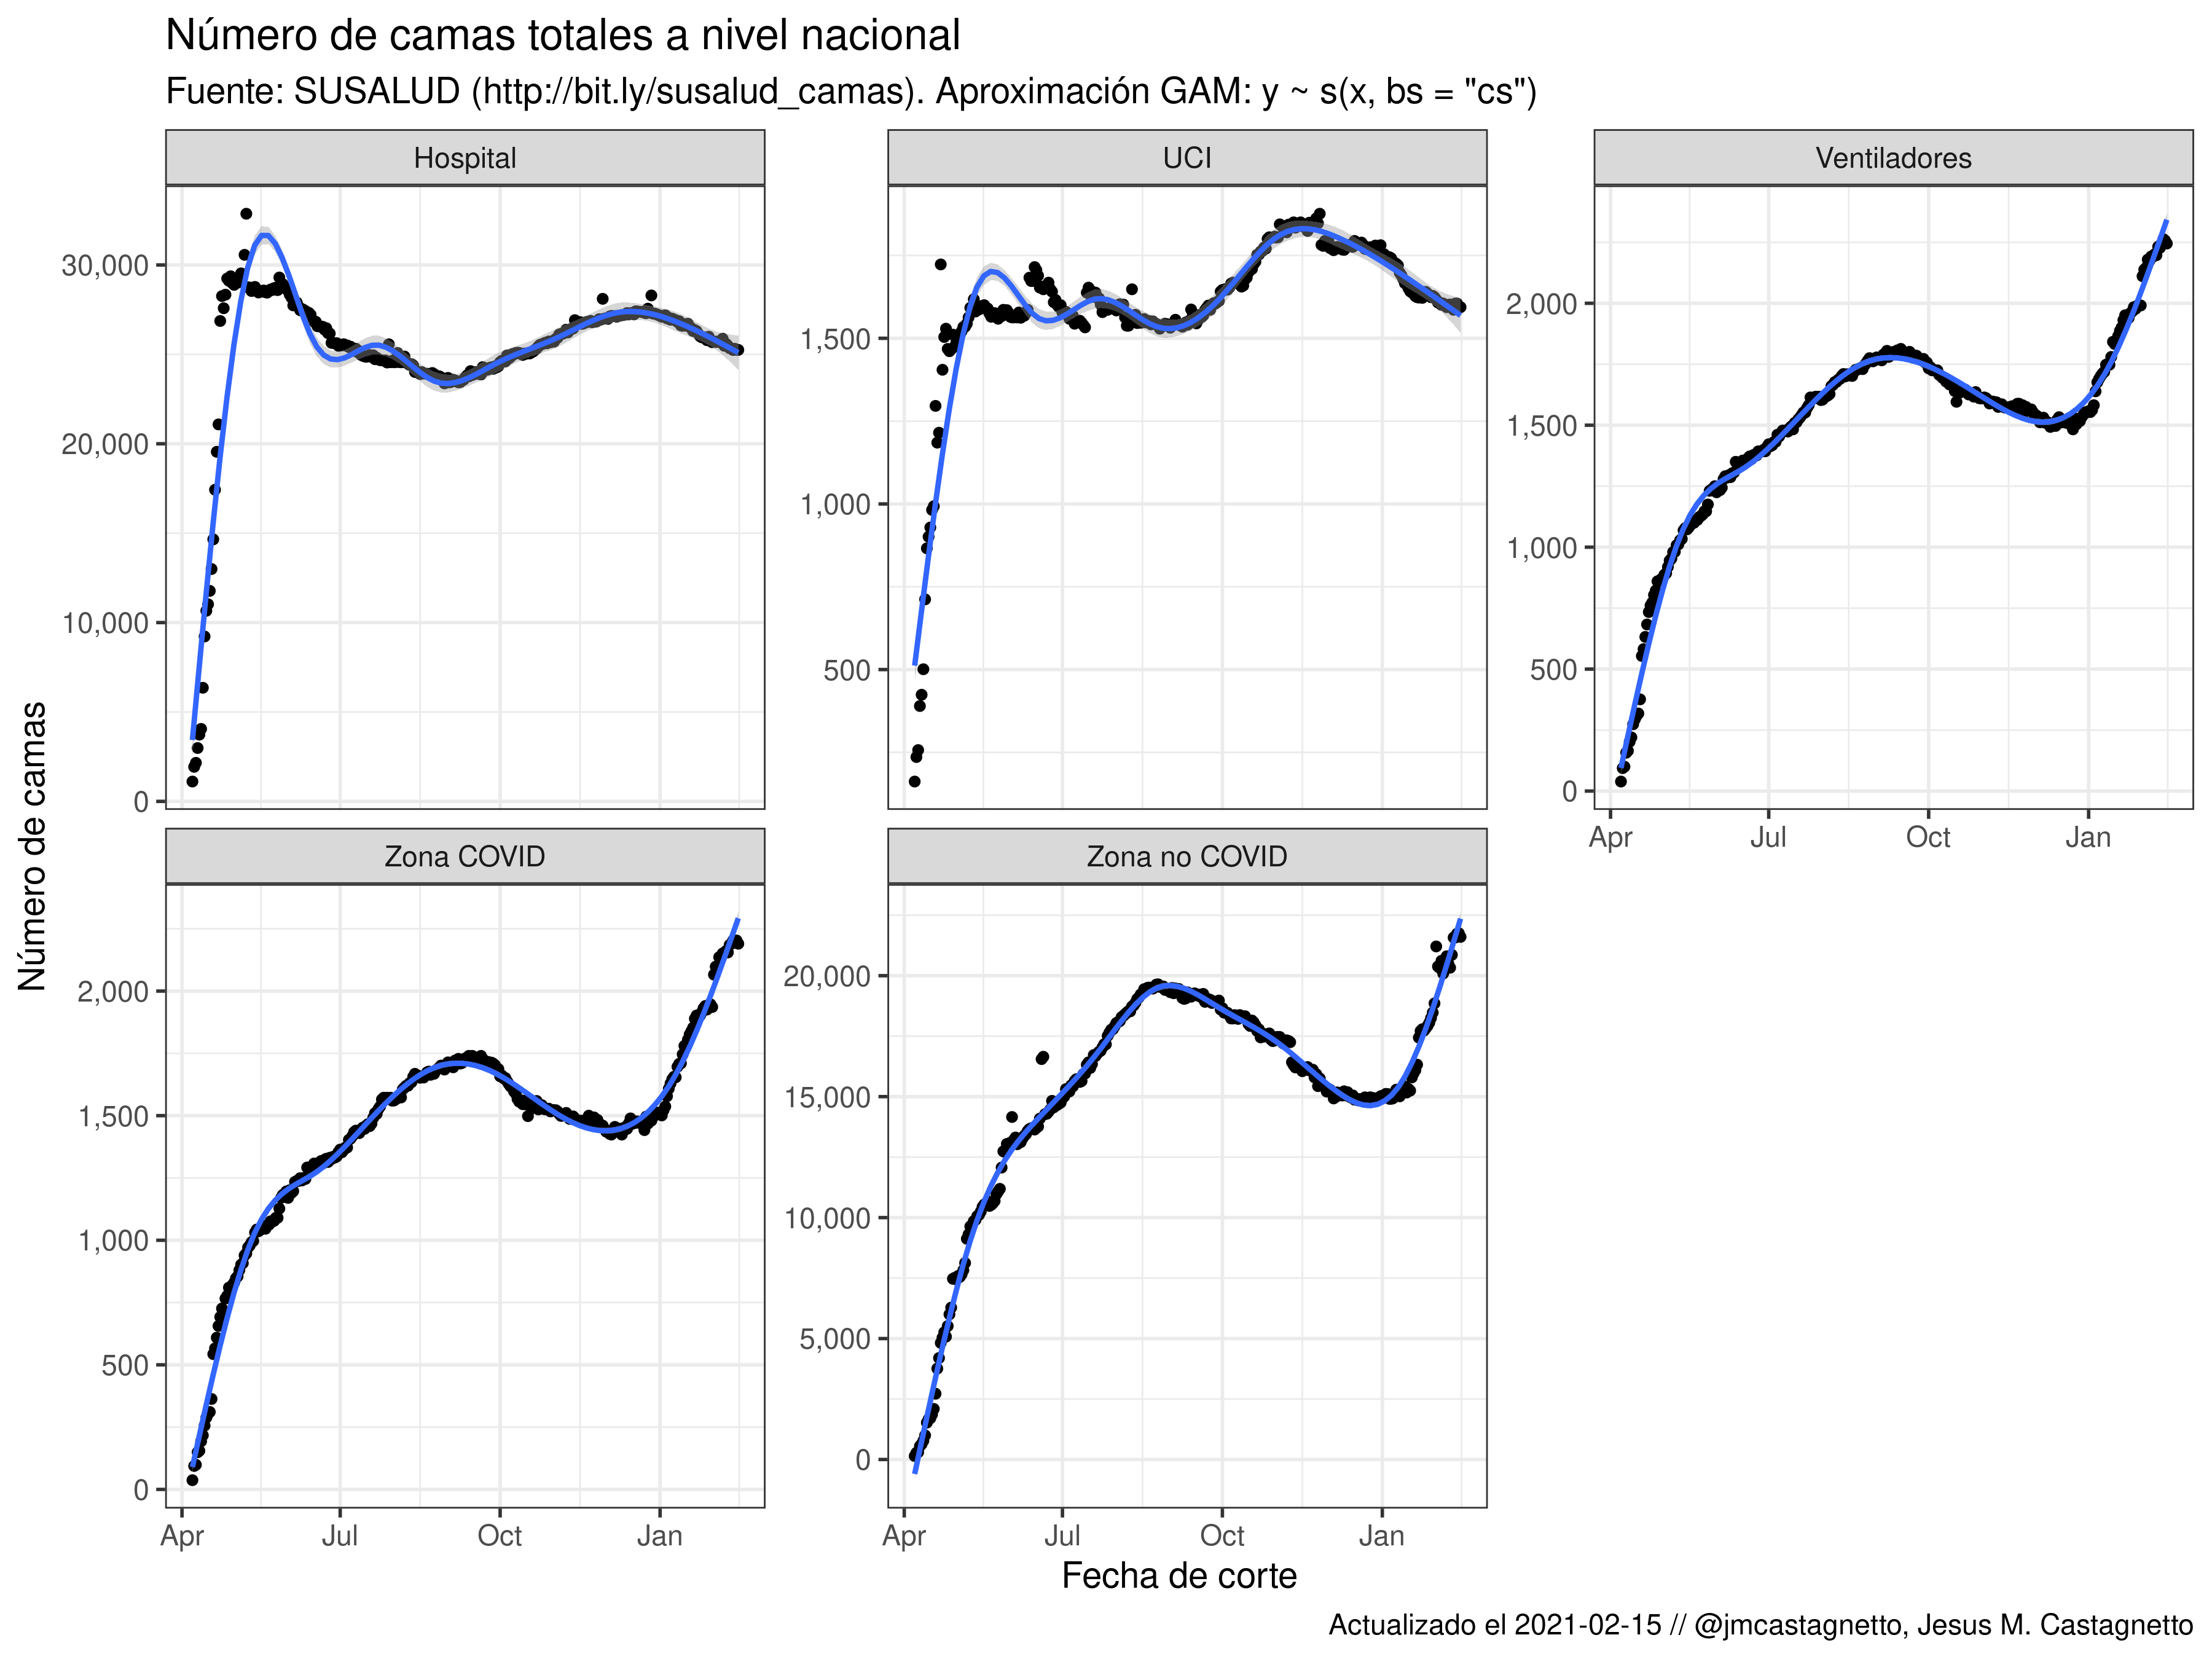 Número de camas totales a nivel nacional
Fuente: SUSALUD (http://bit.ly/susalud_camas). Aproximación GAM: y ~ s(x, bs = "cs")
Hospital
UCI
Ventiladores
30,000
20,000
10,000
0
1,500
1,000
500
2,000
1,500
1,000
500
0
Apr Jul Oct Jan
Número de camas
Zona COVID
Zona no COVID
2,000
1,500
1,000
500
0
20,000
15,000
10,000
5,000
0
Apr Jul Oct Jan
Apr Jul Oct Jan
Fecha de corte
Actualizado el 2021-02-15 // @jmcastagnetto, Jesus M. Castagnetto